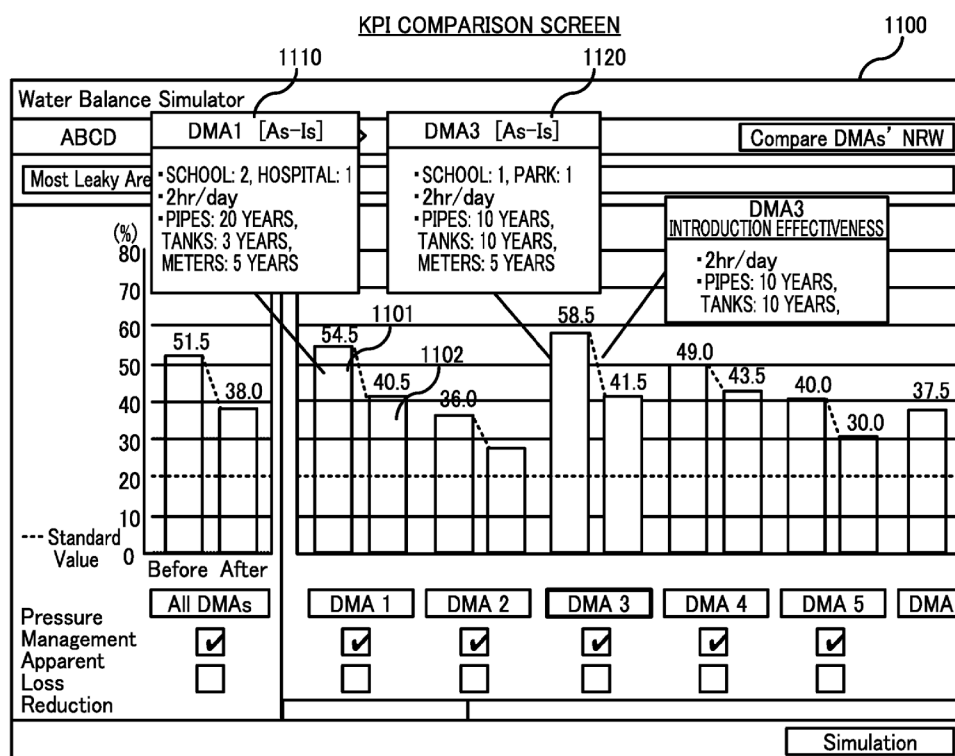 KPI COMPARISON SCREEN
1110
1120
1100
Water Balance Simulator
ABCD
>
Compare DMAs' NRW
DMA1 [As-Is]
・SCHOOL: 2, HOSPITAL: 1
・2hr/day
・PIPES: 20 YEARS,
TANKS: 3 YEARS,
METERS: 5 YEARS
DMA3 [As-Is]
・SCHOOL: 1, PARK: 1
・2hr/day
・PIPES: 10 YEARS,
TANKS: 10 YEARS,
METERS: 5 YEARS
Most Leaky Are
DMA3
INTRODUCTION EFFECTIVENESS
・2hr/day
・PIPES: 10 YEARS,
TANKS: 10 YEARS,
(%)
80
70
60
50
40
30
20
10
0
--- Standard
Value
51.5
38.0
54.5
1101
40.5
1102
36.0
58.5
41.5
49.0
43.5
40.0
30.0
37.5
Before After
All DMAs
DMA 1
DMA 2
DMA 3
DMA 4
DMA 5
DMA
Pressure
Management
Apparent
Loss
Reduction
Simulation